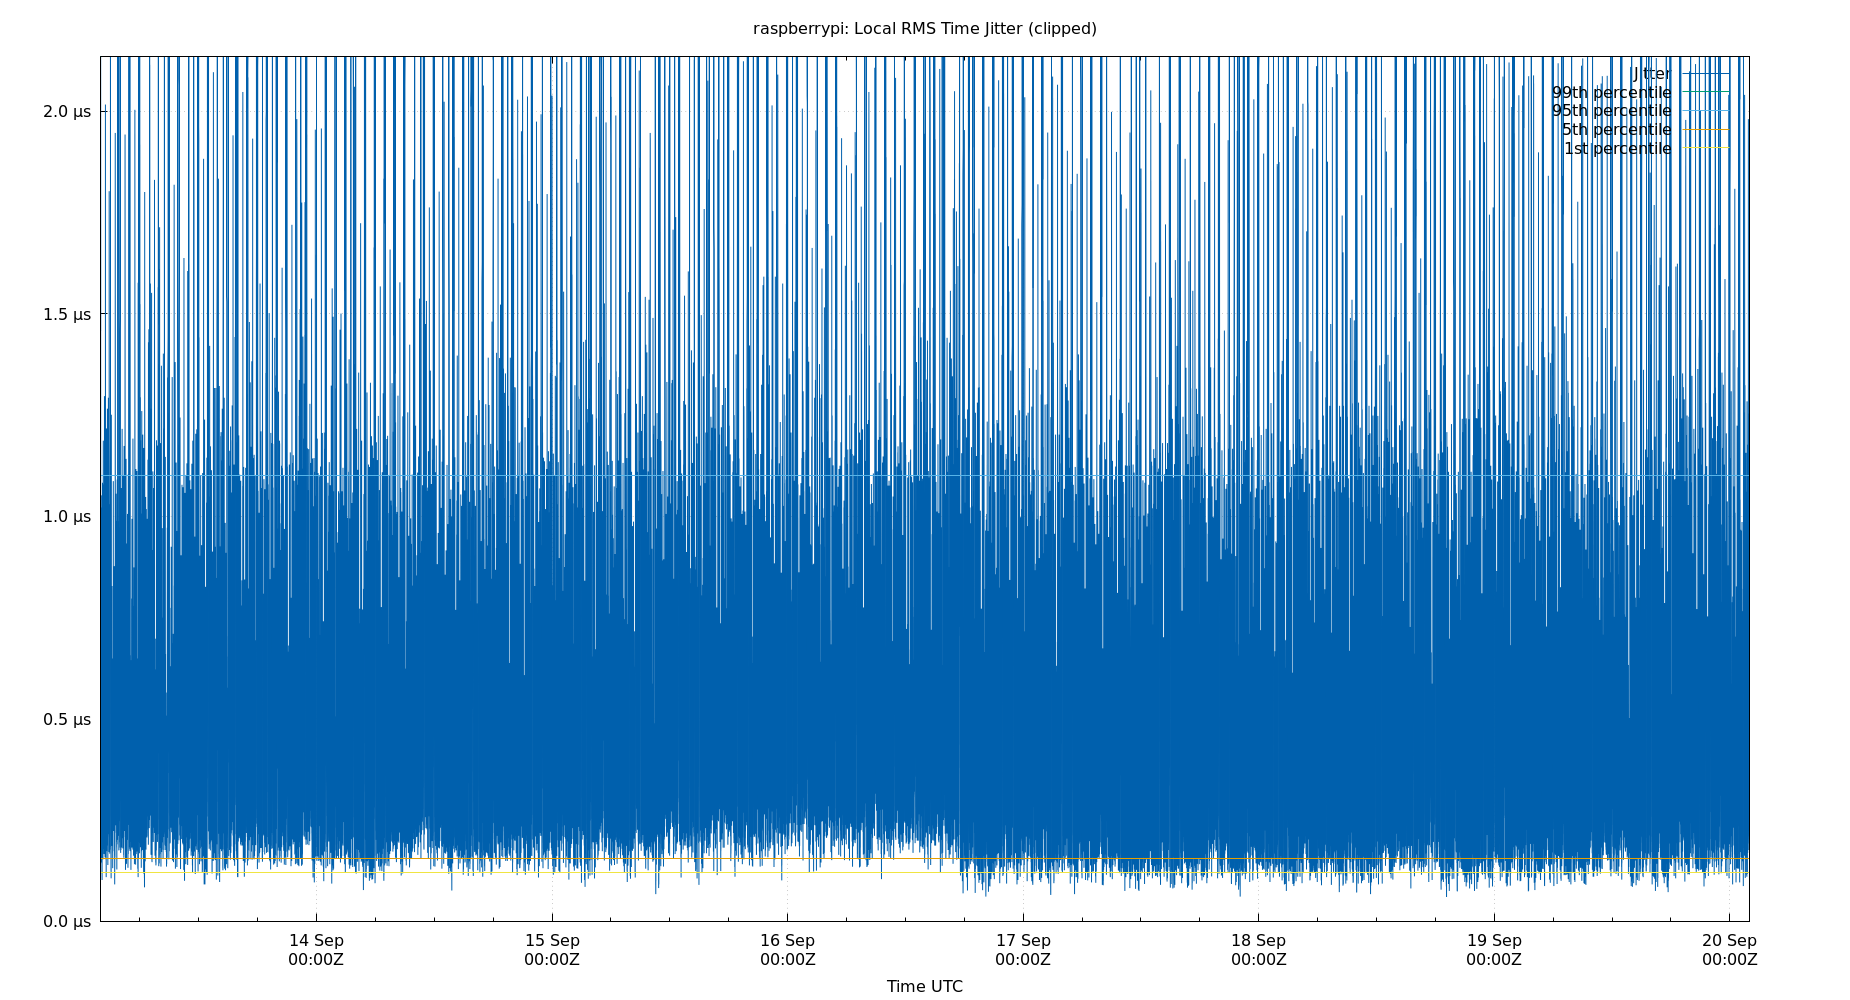 raspberrypi: Local RMS Time Jitter (clipped)
Jitter
99th percentile
95th percentile
5th percentile
1st percentile
2.0 µs
1.5 µs
1.0 µs
0.5 µs
0.0 µs
14 Sep
00:00Z
15 Sep
00:00Z
16 Sep
00:00Z
17 Sep
00:00Z
18 Sep
00:00Z
19 Sep
00:00Z
20 Sep
00:00Z
Time UTC